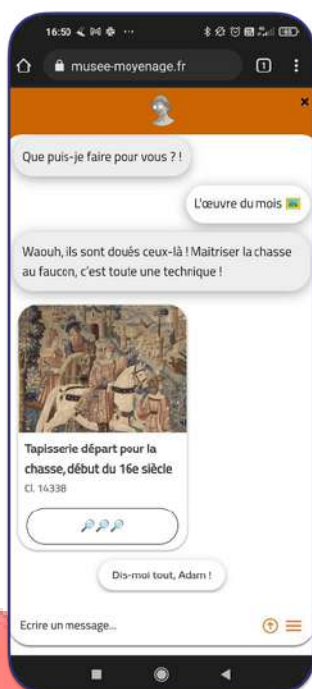 16:50
musee-moyenage.fr
1
Que puis-je faire pour vous ? !
L'œuvre du mois
Waouh, ils sont doués ceux-là ! Maitriser la chasse
au faucon, c'est toute une technique !
Tapisserie départ pour la
chasse, début du 16e siècle
Cl. 14338
Dis-moi tout, Adam !
Ecrire un message...